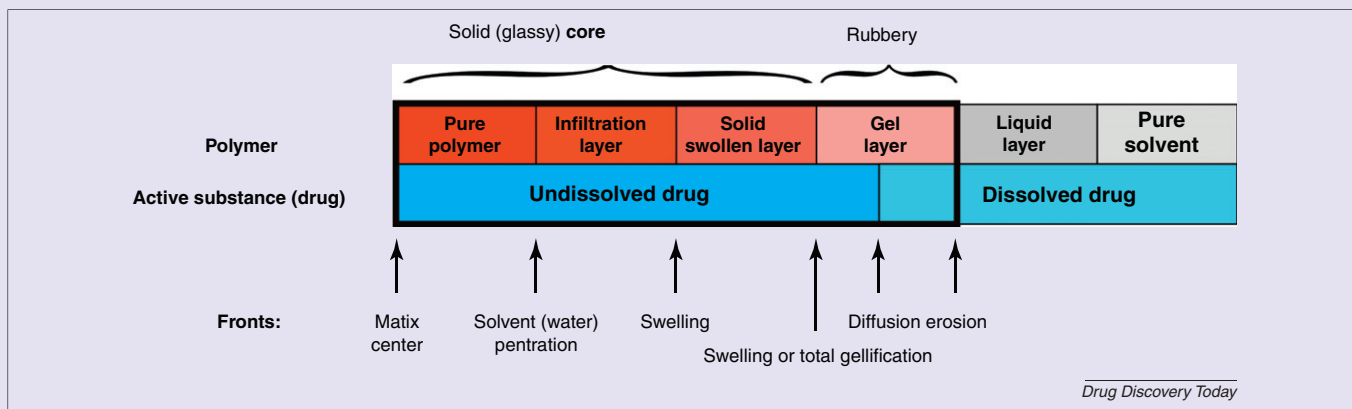 Solid (glassy) core
Rubbery
Polymer
Pure
polymer
Infiltration
layer
Solid
swollen layer
Gel
layer
Liquid
layer
Pure
solvent
Active substance (drug)
Undissolved drug
Dissolved drug
Fronts:
Matix
center
Solvent (water)
pentration
Swelling
Swelling or total gellification
Diffusion erosion
Drug Discovery Today